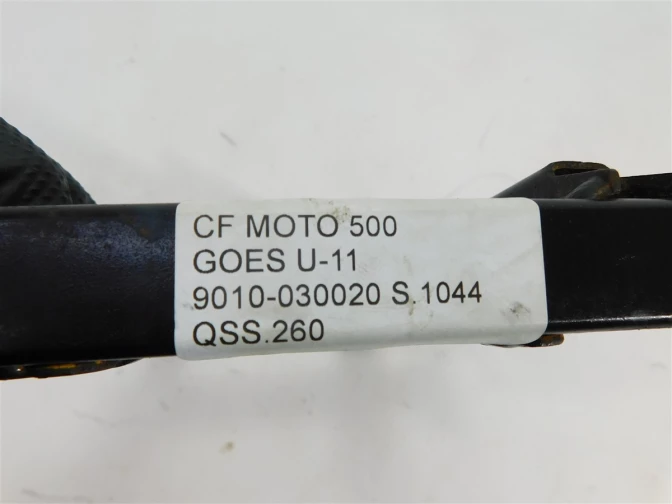 CF MOTO 500
GOES U-11
9010-030020 S.1044
QSS.260